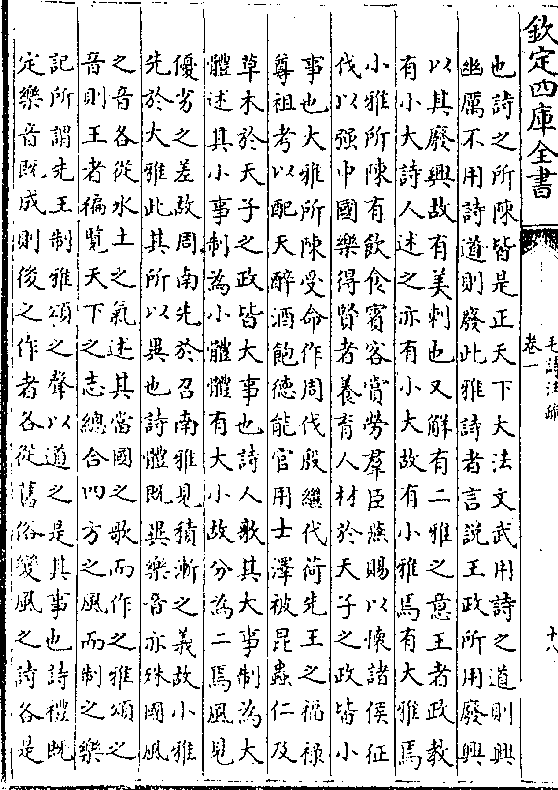 欽定四庫全書
毛詩注疏
卷一
十八
也詩之所陳皆是正天下大法文武用詩之道則興
幽厲不用詩道則廢此雅詩者言說王政所用廢興
以其廢興故有美刺也又解有二雅之意王者政教
有小大詩人述之亦有小大故有小雅焉有大雅焉
小雅所陳有飲食賓客賞勞羣臣燕賜以懷諸侯征
伐以强中國樂得賢者養育人材於天子之政皆小
事也大雅所陳受命作周代殷繼代荷先王之福祿
尊祖考以配天醉酒飽德能官用士澤被昆蟲仁及
草木於天子之政皆大事也詩人歌其大事制為大
體述其小事制為小體體有大小故分為二焉風見
優劣之差故周南先於召南雅見積漸之義故小雅
先於大雅此其所以異也詩體既異樂音亦殊國風
之音各從水土之氣述其當國之歌而作之雅頌之
音則王者徧覽天下之志總合四方之風而制之樂
記所謂先王制雅頌之聲以道之是其事也詩禮既
定樂音既成則後之作者各從舊俗變風之詩各是